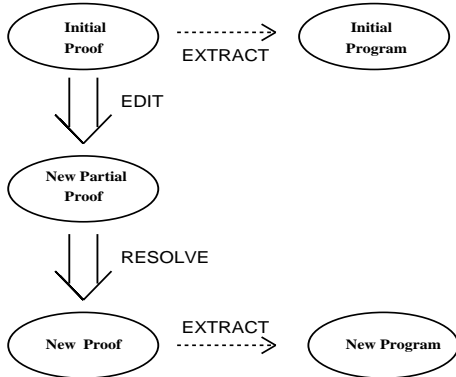 Initial
Proof
EXTRACT
Initial
Program
EDIT
New Partial
Proof
RESOLVE
New Proof
EXTRACT
New Program